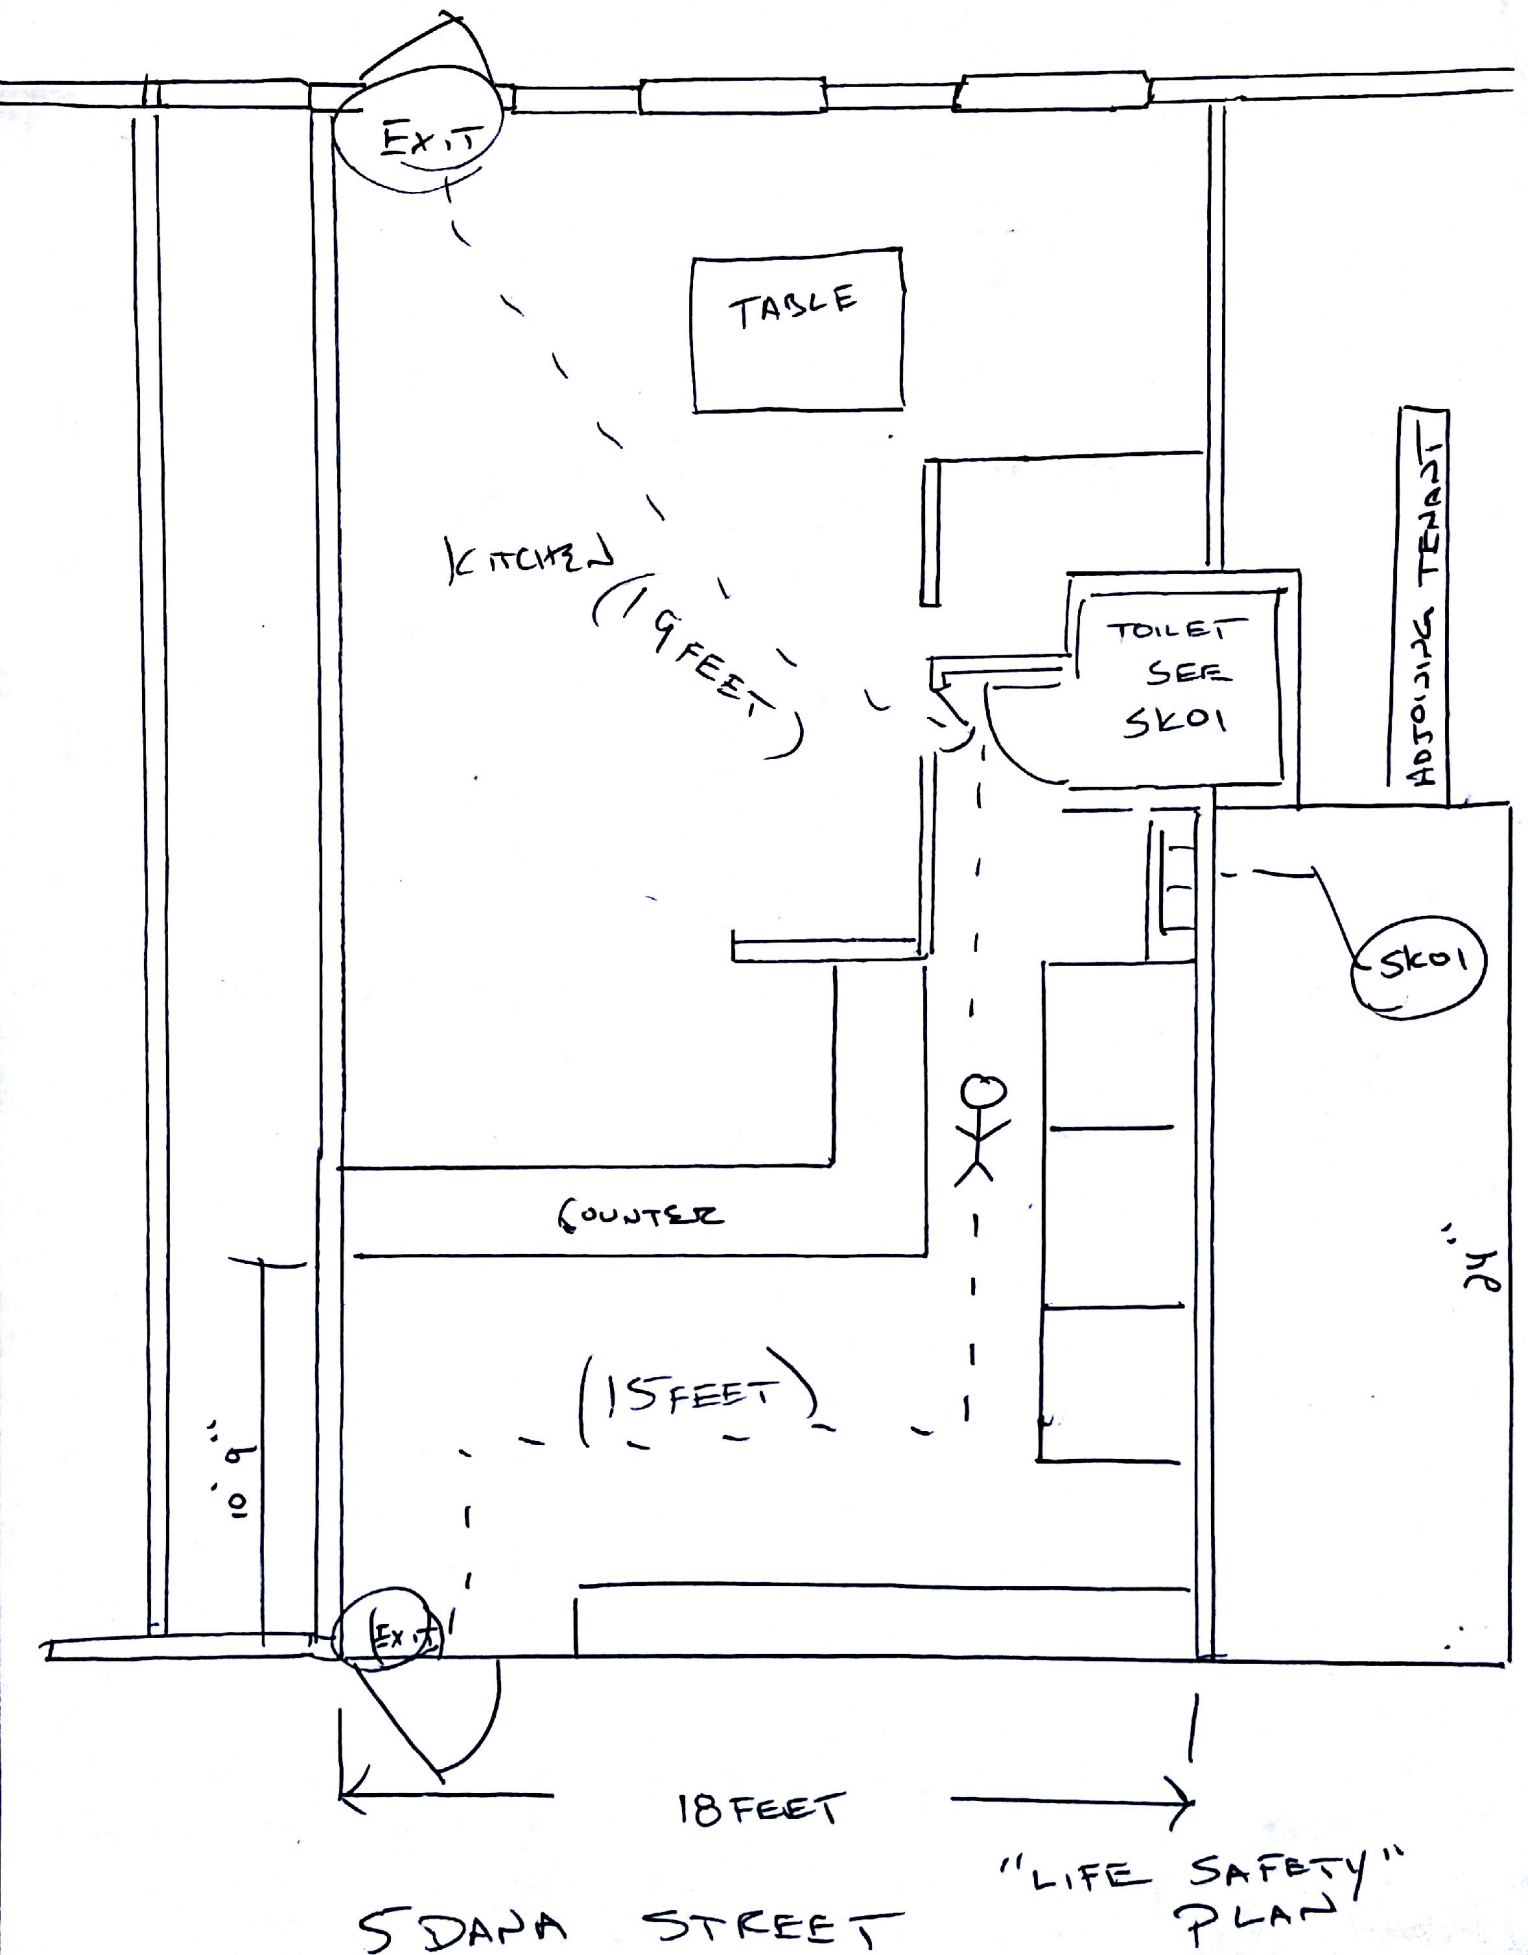 EXIT
TABLE
KITCHEN
(19 FEET)
TOILET
SEE
SK01
ADJOINING TENANT
SK01
COUNTER
(15 FEET)
EXIT
18 FEET
"LIFE SAFETY"
PLAN
5 DANA STREET